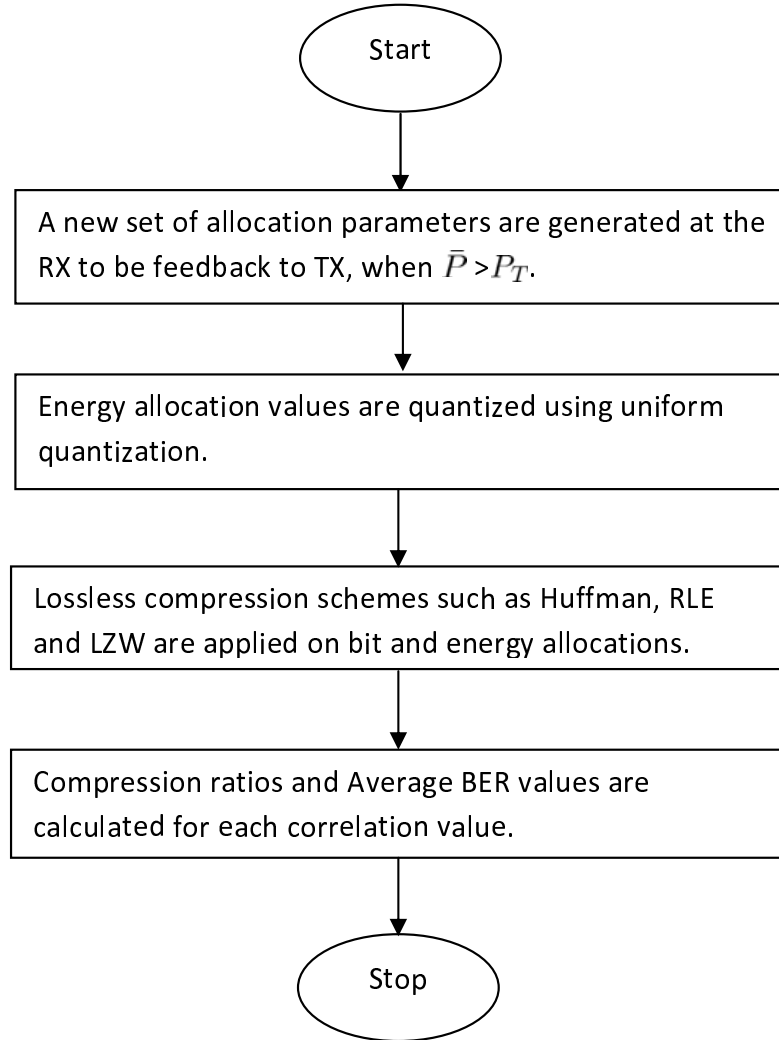 Start
A new set of allocation parameters are generated at the
RX to be feedback to TX, when P̄ >P_T.
Energy allocation values are quantized using uniform
quantization.
Lossless compression schemes such as Huffman, RLE
and LZW are applied on bit and energy allocations.
Compression ratios and Average BER values are
calculated for each correlation value.
Stop